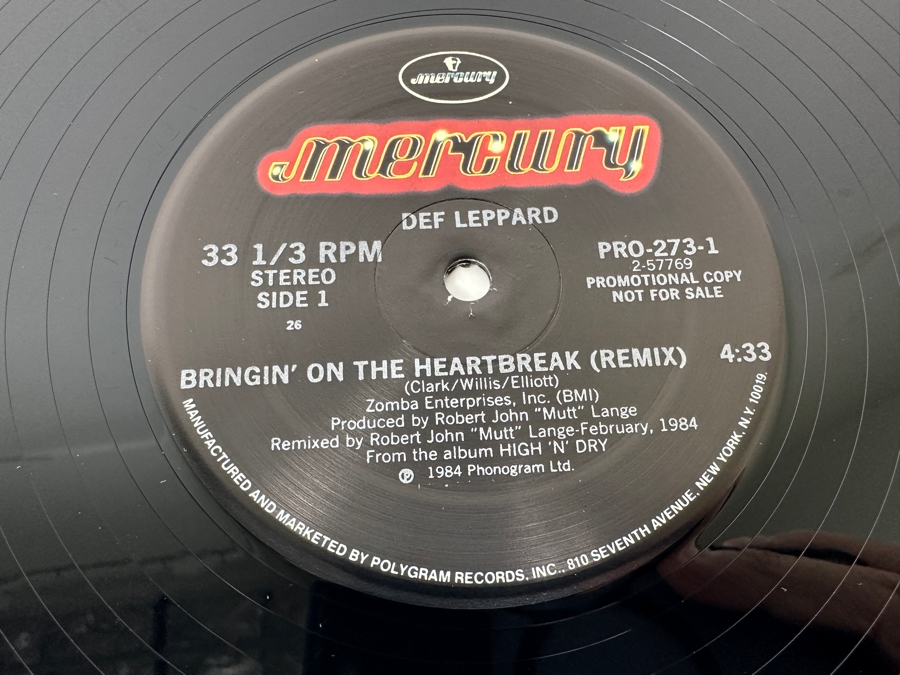 mercury
mercury
DEF LEPPARD
33 1/3 RPM
STEREO
SIDE 1
26
PRO-273-1
2-57769
PROMOTIONAL COPY
NOT FOR SALE
BRINGIN' ON THE HEARTBREAK (REMIX) 4:33
(Clark/Willis/Elliott)
Zomba Enterprises, Inc. (BMI)
Produced by Robert John "Mutt" Lange
Remixed by Robert John "Mutt" Lange-February, 1984
From the album HIGH 'N' DRY
℗ 1984 Phonogram Ltd.
MANUFACTURED AND MARKETED BY POLYGRAM RECORDS, INC., 810 SEVENTH AVENUE, NEW YORK, N.Y. 10019.